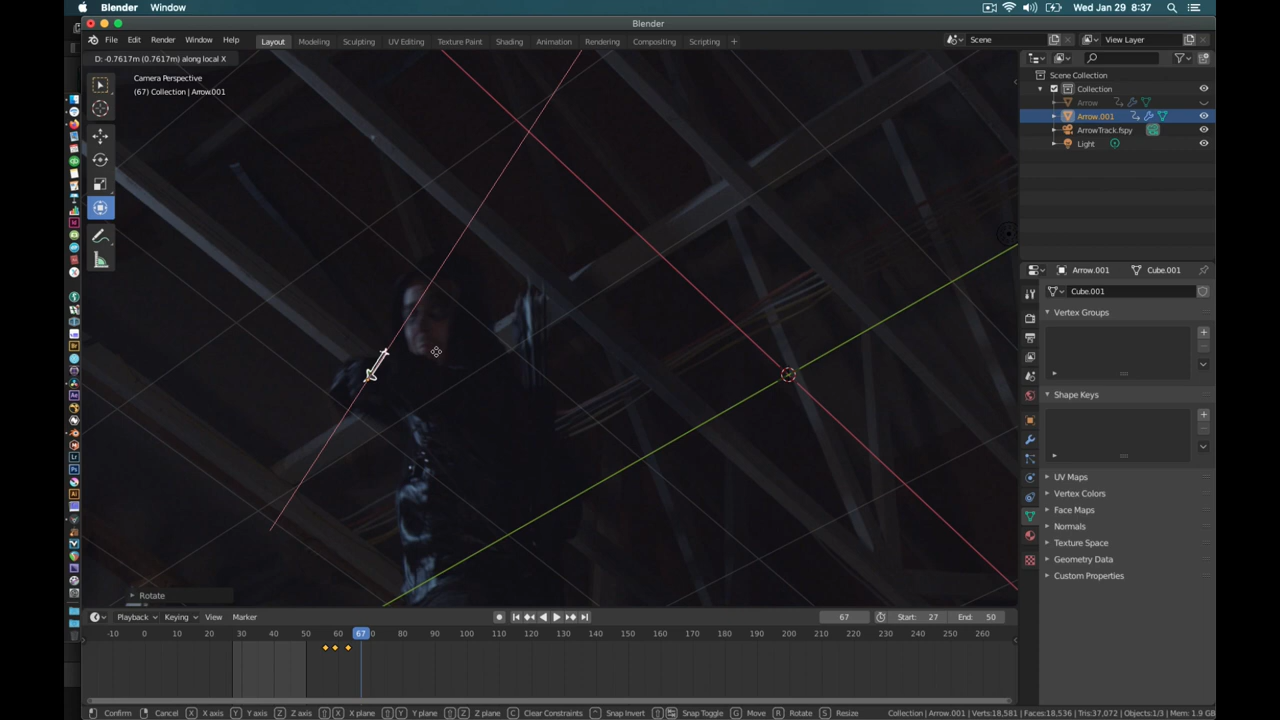 Blender Window Wed Jan 29 8:37
Blender
File Edit Render Window Help Layout Modeling Sculpting UV Editing Texture Paint Shading Animation Rendering Compositing Scripting + Scene View Layer
D: -0.7617m (0.7617m) along local X
Camera Perspective
(67) Collection | Arrow.001
Scene Collection
Collection
Arrow
Arrow.001
ArrowTrack.fspy
Light
Arrow.001 Cube.001
Cube.001
Vertex Groups
Shape Keys
UV Maps
Vertex Colors
Face Maps
Normals
Texture Space
Geometry Data
Custom Properties
Rotate
Playback Keying View Marker 67 Start: 27 End: 50
-10 0 10 20 30 40 50 60 67 70 80 90 100 110 120 130 140 150 160 170 180 190 200 210 220 230 240 250 260
Confirm Cancel X X axis Y Y axis Z Z axis X X plane Y Y plane Z Z plane C Clear Constraints Snap Invert Snap Toggle G Move R Rotate S Resize Collection | Arrow.001 | Verts:18,581 | Faces:18,536 | Tris:37,072 | Objects:1/3 | Mem: 1.9 GB